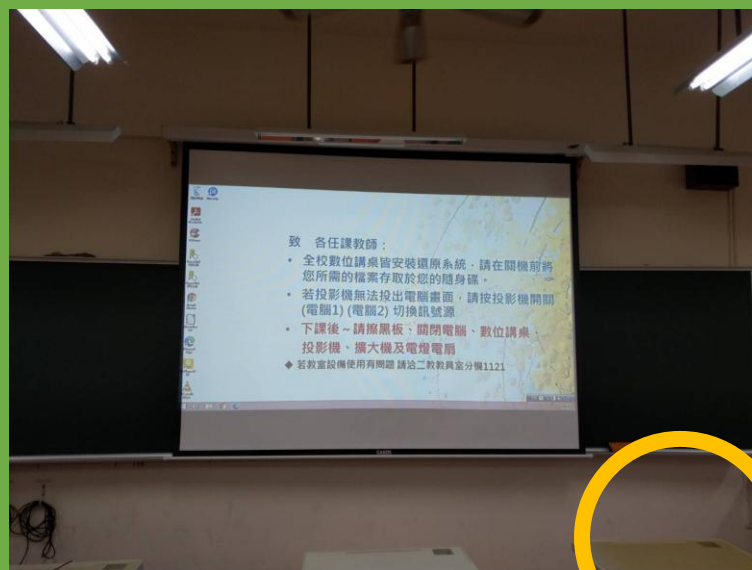 致 各任課教師：
• 全校數位講桌皆安裝還原系統，請在關機前將
您所需的檔案存取於您的隨身碟。
• 若投影機無法投出電腦畫面，請按投影機開關
(電腦1) (電腦2) 切換訊號源
• 下課後~請擦黑板、關閉電腦、數位講桌、
投影機、擴大機及電燈電扇
◆ 若教室設備使用有問題 請洽二教教具室分機1121